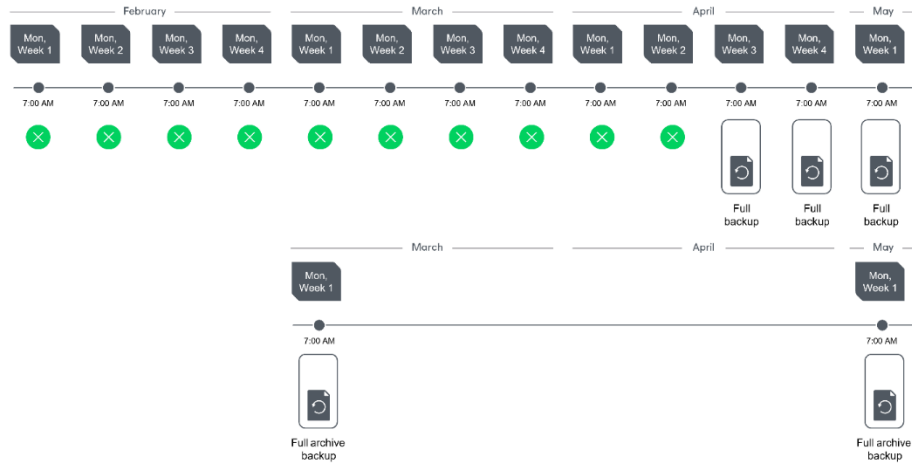 February March April May
Mon, Week 1 Mon, Week 2 Mon, Week 3 Mon, Week 4 Mon, Week 1 Mon, Week 2 Mon, Week 3 Mon, Week 4 Mon, Week 1 Mon, Week 2 Mon, Week 3 Mon, Week 4 Mon, Week 1
7:00 AM 7:00 AM 7:00 AM 7:00 AM 7:00 AM 7:00 AM 7:00 AM 7:00 AM 7:00 AM 7:00 AM 7:00 AM 7:00 AM 7:00 AM
Full backup Full backup Full backup
March April May
Mon, Week 1 Mon, Week 1
7:00 AM 7:00 AM
Full archive backup Full archive backup